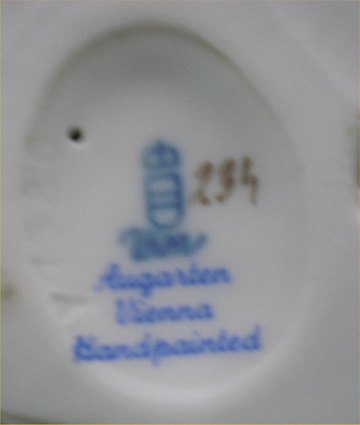 234
Wien
Augarten
Vienna
Handpainted